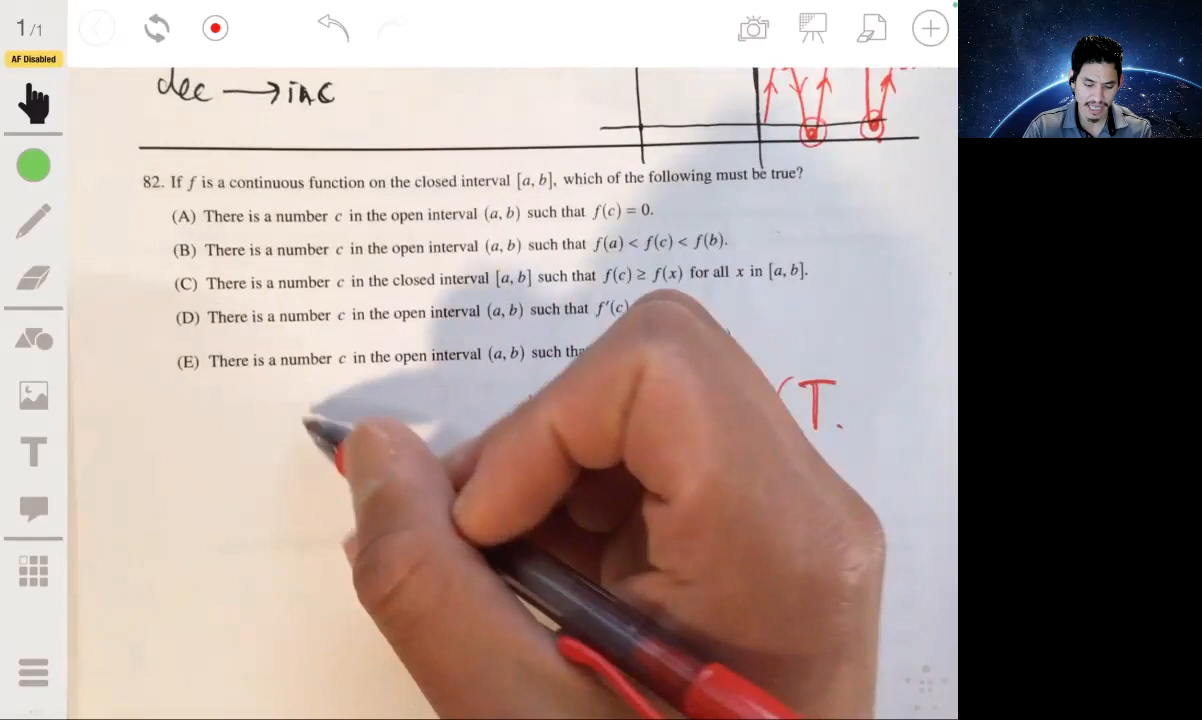 1/1
AF Disabled
dec → inc
82. If f is a continuous function on the closed interval [a, b], which of the following must be true?
(A) There is a number c in the open interval (a, b) such that f(c) = 0.
(B) There is a number c in the open interval (a, b) such that f(a) < f(c) < f(b).
(C) There is a number c in the closed interval [a, b] such that f(c) ≥ f(x) for all x in [a, b].
(D) There is a number c in the open interval (a, b) such that f′(c)
(E) There is a number c in the open interval (a, b) such
T.
T